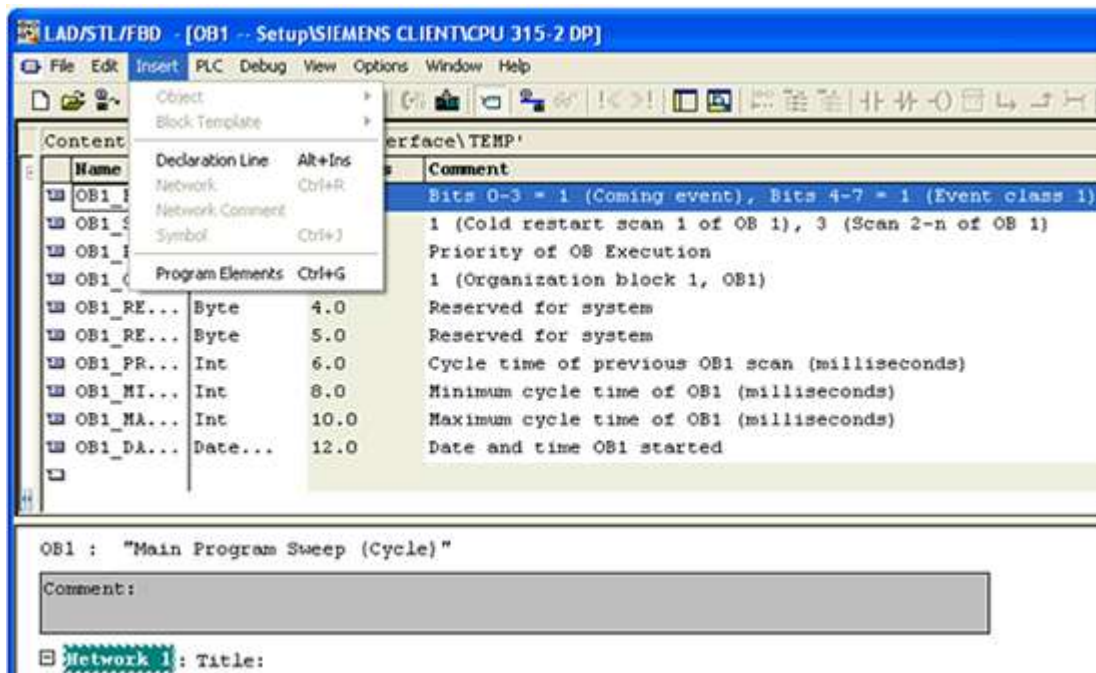 LAD/STL/FBD - [OB1 -- Setup\SIEMENS CLIENT\CPU 315-2 DP]
File Edit Insert PLC Debug View Options Window Help
Object
Block Template
Declaration Line Alt+Ins
Network Ctrl+R
Network Comment
Symbol Ctrl+J
Program Elements Ctrl+G
Content erface\TEMP'
Name Comment
OB1_ Bits 0-3 = 1 (Coming event), Bits 4-7 = 1 (Event class 1)
OB1_ 1 (Cold restart scan 1 of OB 1), 3 (Scan 2-n of OB 1)
OB1_ Priority of OB Execution
OB1_ 1 (Organization block 1, OB1)
OB1_RE... Byte 4.0 Reserved for system
OB1_RE... Byte 5.0 Reserved for system
OB1_PR... Int 6.0 Cycle time of previous OB1 scan (milliseconds)
OB1_MI... Int 8.0 Minimum cycle time of OB1 (milliseconds)
OB1_MA... Int 10.0 Maximum cycle time of OB1 (milliseconds)
OB1_DA... Date... 12.0 Date and time OB1 started
OB1 : "Main Program Sweep (Cycle)"
Comment:
Network 1 : Title: